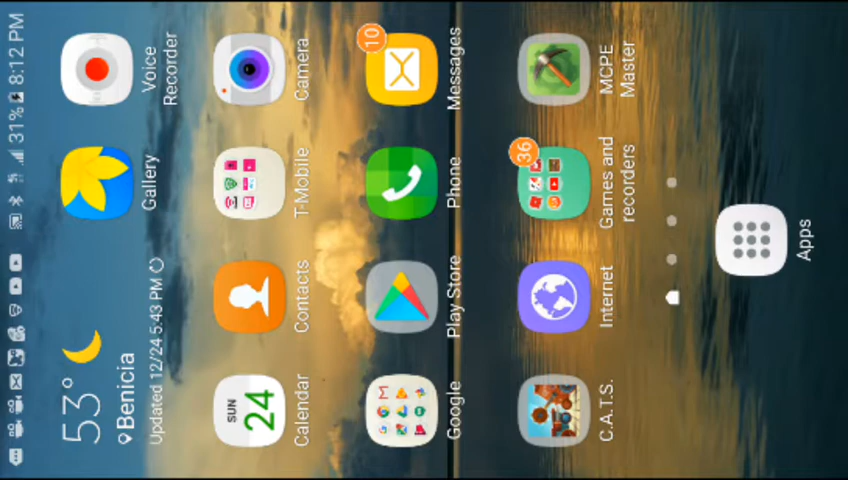 31% 8:12 PM
53°
Benicia
Updated 12/24 5:43 PM
Gallery
Voice
Recorder
SUN
24
Calendar
Contacts
T-Mobile
Camera
Google
Play Store
Phone
10
Messages
C.A.T.S.
Internet
36
Games and
recorders
MCPE
Master
Apps